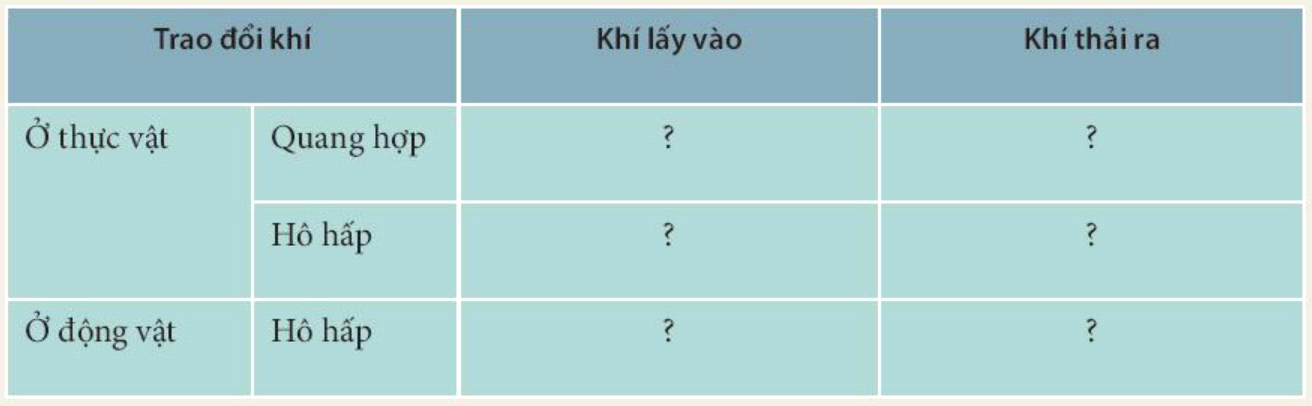 Trao đổi khí Khí lấy vào Khí thải ra
Ở thực vật Quang hợp ? ?
Hô hấp ? ?
Ở động vật Hô hấp ? ?